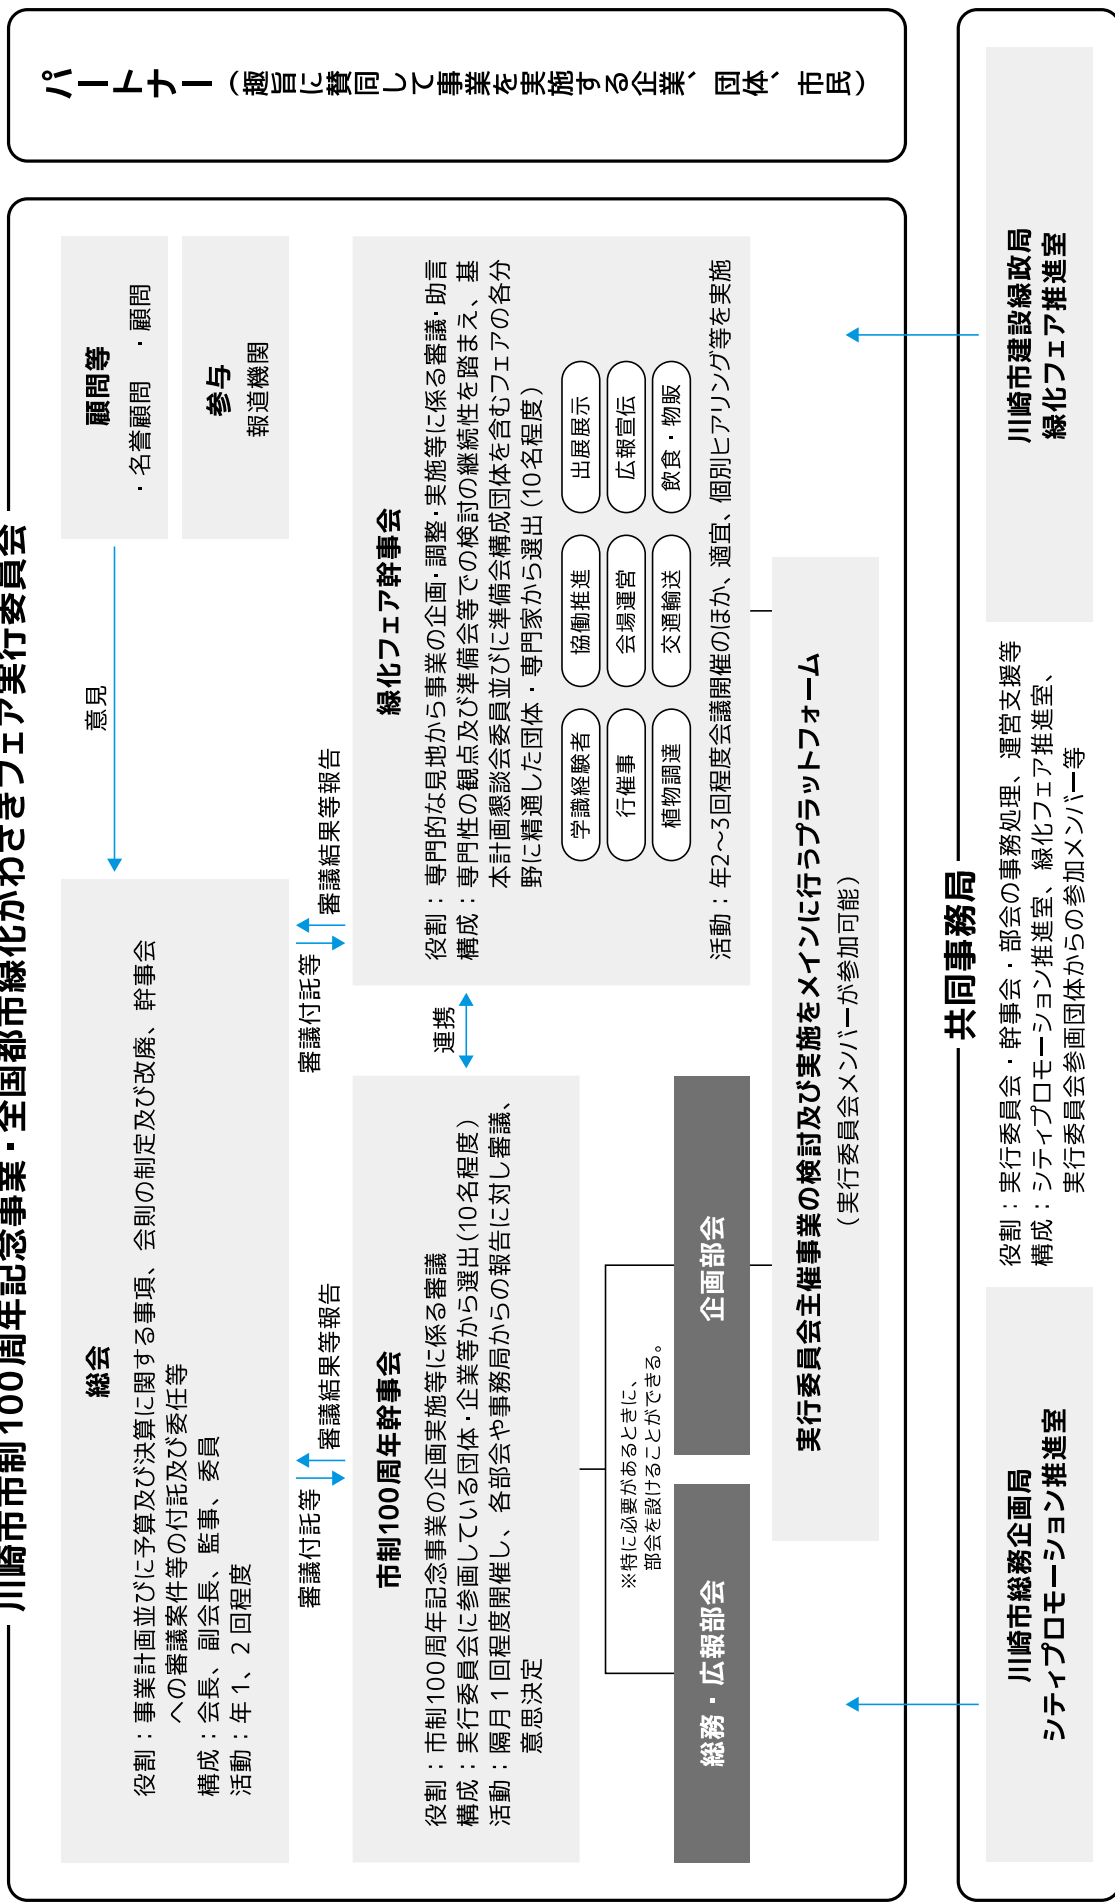 川崎市市制100周年記念事業・全国都市緑化かわさきフェア実行委員会
総会
役割：事業計画並びに予算及び決算に関する事項、会則の制定及び改廃、幹事会
への審議案件等の付託及び委任等
構成：会長、副会長、監事、委員
活動：年１、２回程度
意見
顧問等
・名誉顧問　・顧問
参与
報道機関
審議付託等
審議結果等報告
審議付託等
審議結果等報告
市制100周年幹事会
役割：市制100周年記念事業の企画実施等に係る審議
構成：実行委員会に参画している団体・企業等から選出（10名程度）
活動：隔月１回程度開催し、各部会や事務局からの報告に対し審議、
意思決定
連携
緑化フェア幹事会
役割：専門的な見地から事業の企画・調整・実施等に係る審議・助言
構成：専門性の観点及び準備会等での検討の継続性を踏まえ、基
本計画懇談会委員並びに準備会構成団体を含むフェアの各分
野に精通した団体・専門家から選出（10名程度）
学識経験者
協働推進
出展展示
行催事
会場運営
広報宣伝
植物調達
交通輸送
飲食・物販
活動：年2～3回程度会議開催のほか、適宜、個別ヒアリング等を実施
※特に必要があるときに、
部会を設けることができる。
総務・広報部会
企画部会
実行委員会主催事業の検討及び実施をメインに行うプラットフォーム
（実行委員会メンバーが参加可能）
パートナー（趣旨に賛同して事業を実施する企業、団体、市民）
共同事務局
川崎市総務企画局
シティプロモーション推進室
役割：実行委員会・幹事会・部会の事務処理、運営支援等
構成：シティプロモーション推進室、緑化フェア推進室、
実行委員会参画団体からの参加メンバー等
川崎市建設緑政局
緑化フェア推進室